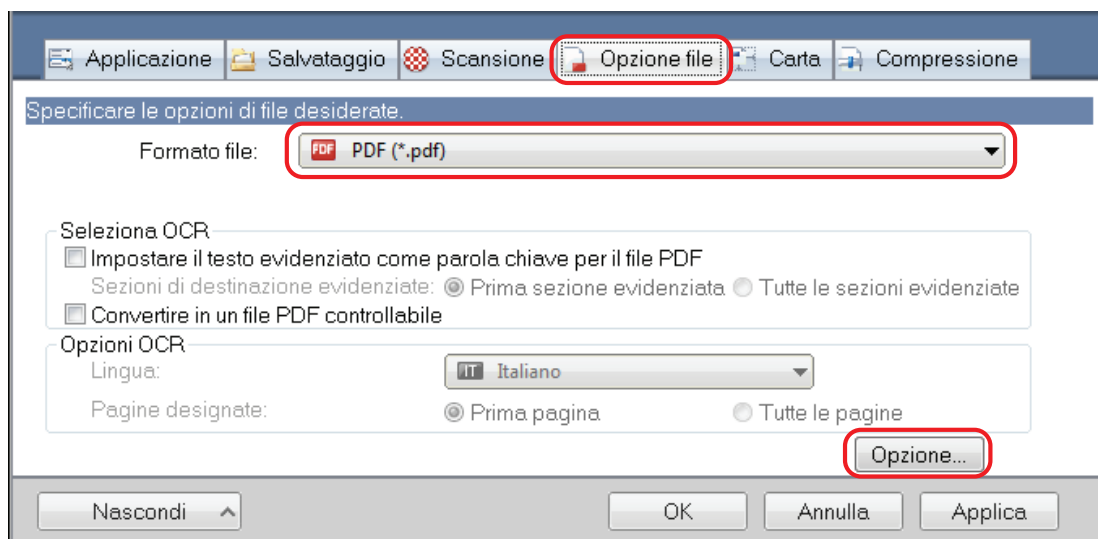 Applicazione Salvataggio Scansione Opzione file Carta Compressione
Specificare le opzioni di file desiderate.
Formato file: PDF PDF (*.pdf)
Seleziona OCR
Impostare il testo evidenziato come parola chiave per il file PDF
Sezioni di destinazione evidenziate: Prima sezione evidenziata Tutte le sezioni evidenziate
Convertire in un file PDF controllabile
Opzioni OCR
Lingua: IT Italiano
Pagine designate: Prima pagina Tutte le pagine
Opzione...
Nascondi OK Annulla Applica